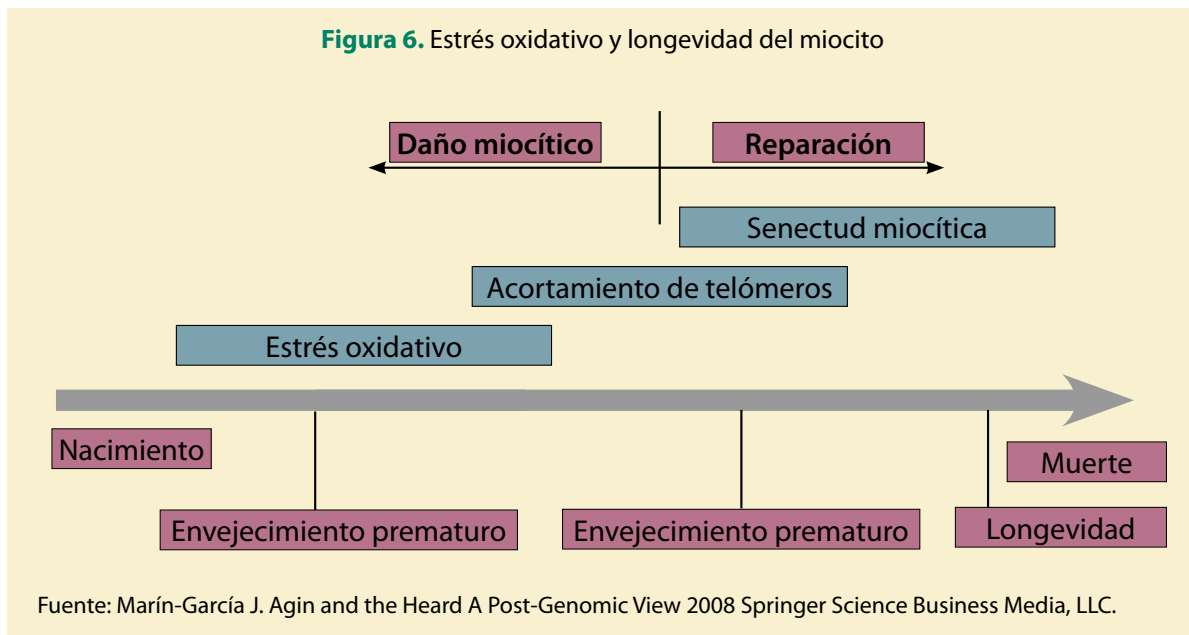 Figura 6. Estrés oxidativo y longevidad del miocito
Daño miocítico
Reparación
Senectud miocítica
Acortamiento de telómeros
Estrés oxidativo
Nacimiento
Muerte
Envejecimiento prematuro
Envejecimiento prematuro
Longevidad
Fuente: Marín-García J. Agin and the Heard A Post-Genomic View 2008 Springer Science Business Media, LLC.